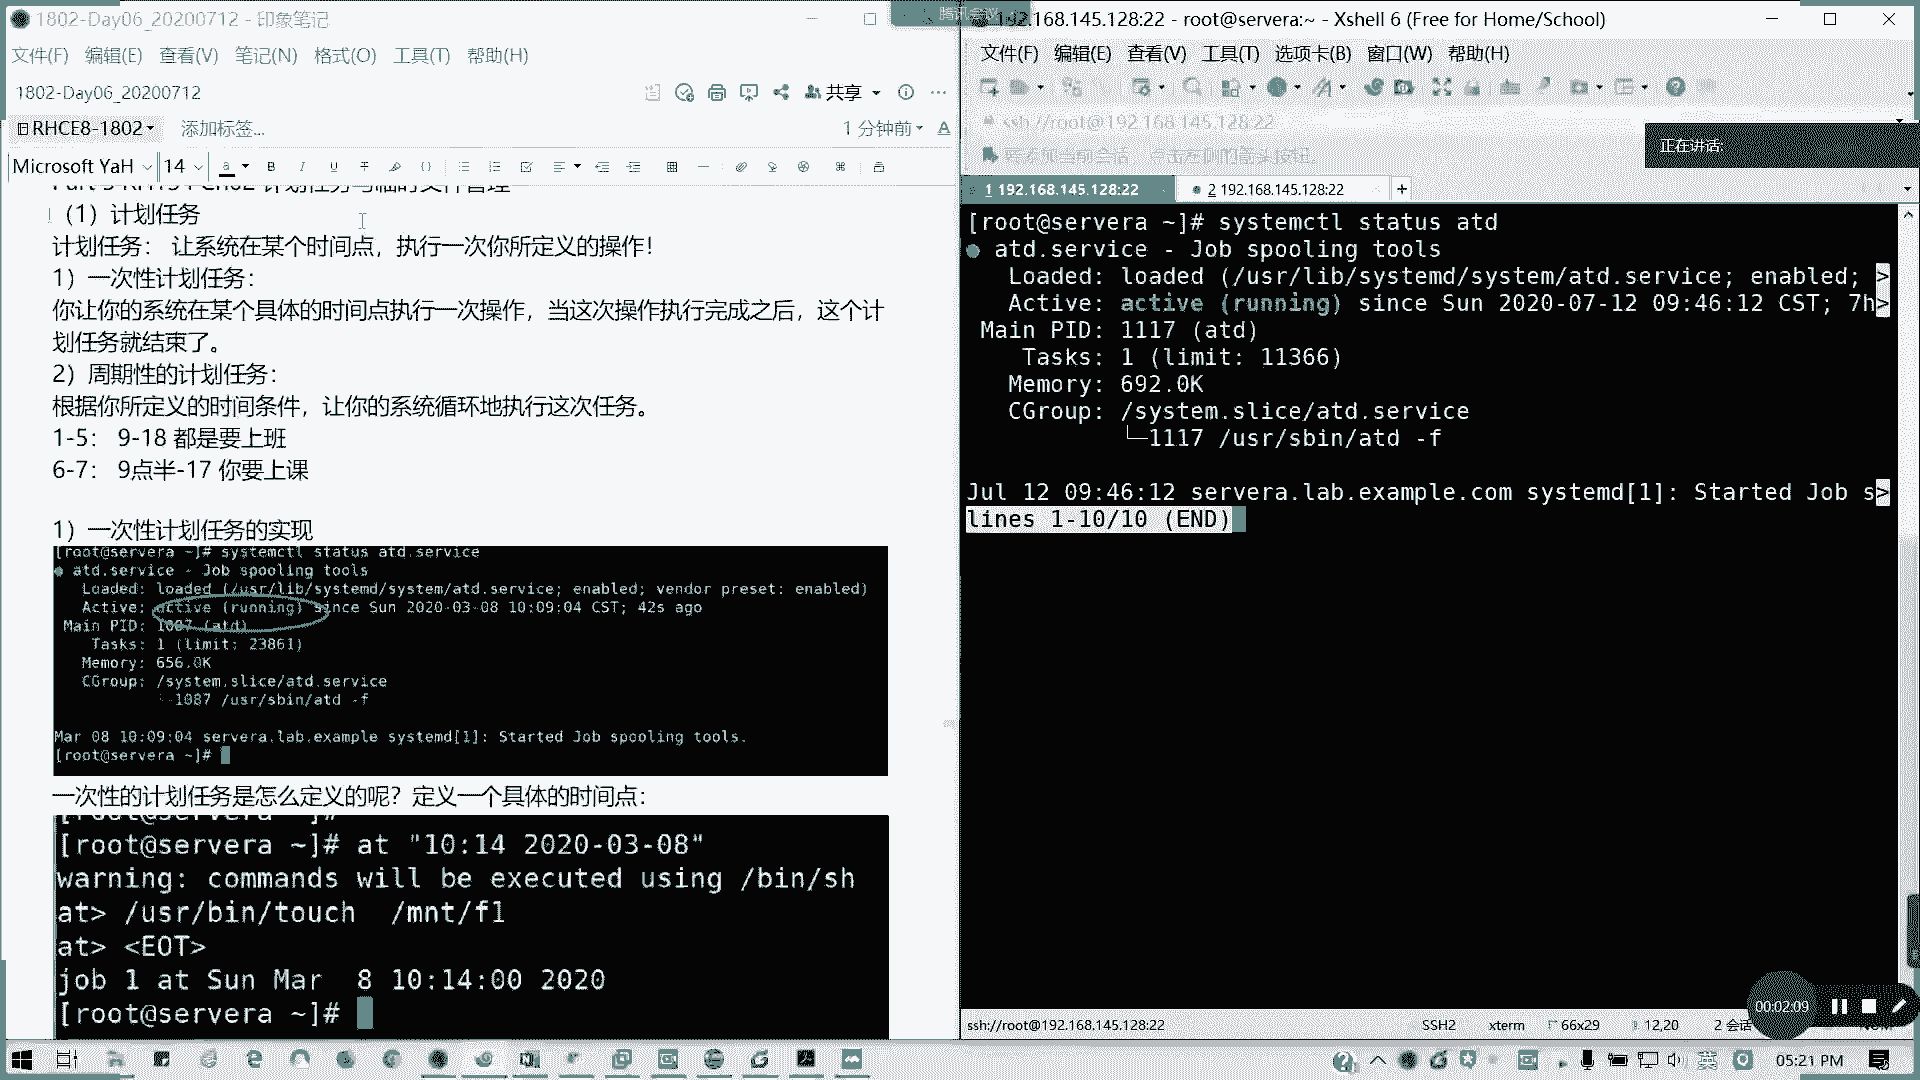 1802-Day06_20200712 - 印象笔记
文件(F) 编辑(E) 查看(V) 笔记(N) 格式(O) 工具(T) 帮助(H)
1802-Day06_20200712
共享
RHCE8-1802 添加标签...
1 分钟前
Microsoft YaH 14
(1）计划任务
计划任务： 让系统在某个时间点，执行一次你所定义的操作！
1）一次性计划任务：
你让你的系统在某个具体的时间点执行一次操作，当这次操作执行完成之后，这个计
划任务就结束了。
2）周期性的计划任务：
根据你所定义的时间条件，让你的系统循环地执行这次任务。
1-5： 9-18 都是要上班
6-7： 9点半-17 你要上课
1）一次性计划任务的实现
[root@servera ~]# systemctl status atd.service
● atd.service - Job spooling tools
Loaded: loaded (/usr/lib/systemd/system/atd.service; enabled; vendor preset: enabled)
Active: active (running) since Sun 2020-03-08 10:09:04 CST; 42s ago
Main PID: 1087 (atd)
Tasks: 1 (limit: 23861)
Memory: 656.0K
CGroup: /system.slice/atd.service
└─1087 /usr/sbin/atd -f
Mar 08 10:09:04 servera.lab.example systemd[1]: Started Job spooling tools.
[root@servera ~]#
一次性的计划任务是怎么定义的呢？定义一个具体的时间点：
[root@servera ~]# at "10:14 2020-03-08"
warning: commands will be executed using /bin/sh
at> /usr/bin/touch /mnt/f1
at> <EOT>
job 1 at Sun Mar 8 10:14:00 2020
[root@servera ~]#
腾讯会议
192.168.145.128:22 - root@servera:~ - Xshell 6 (Free for Home/School)
文件(F) 编辑(E) 查看(V) 工具(T) 选项卡(B) 窗口(W) 帮助(H)
ssh://root@192.168.145.128:22
要添加当前会话，点击左侧的箭头按钮。
正在讲话:
1 192.168.145.128:22
2 192.168.145.128:22
[root@servera ~]# systemctl status atd
● atd.service - Job spooling tools
Loaded: loaded (/usr/lib/systemd/system/atd.service; enabled; >
Active: active (running) since Sun 2020-07-12 09:46:12 CST; 7h>
Main PID: 1117 (atd)
Tasks: 1 (limit: 11366)
Memory: 692.0K
CGroup: /system.slice/atd.service
└─1117 /usr/sbin/atd -f
Jul 12 09:46:12 servera.lab.example.com systemd[1]: Started Job s>
lines 1-10/10 (END)
00:02:09
ssh://root@192.168.145.128:22 SSH2 xterm 66x29 12,20 2 会话
英 05:21 PM